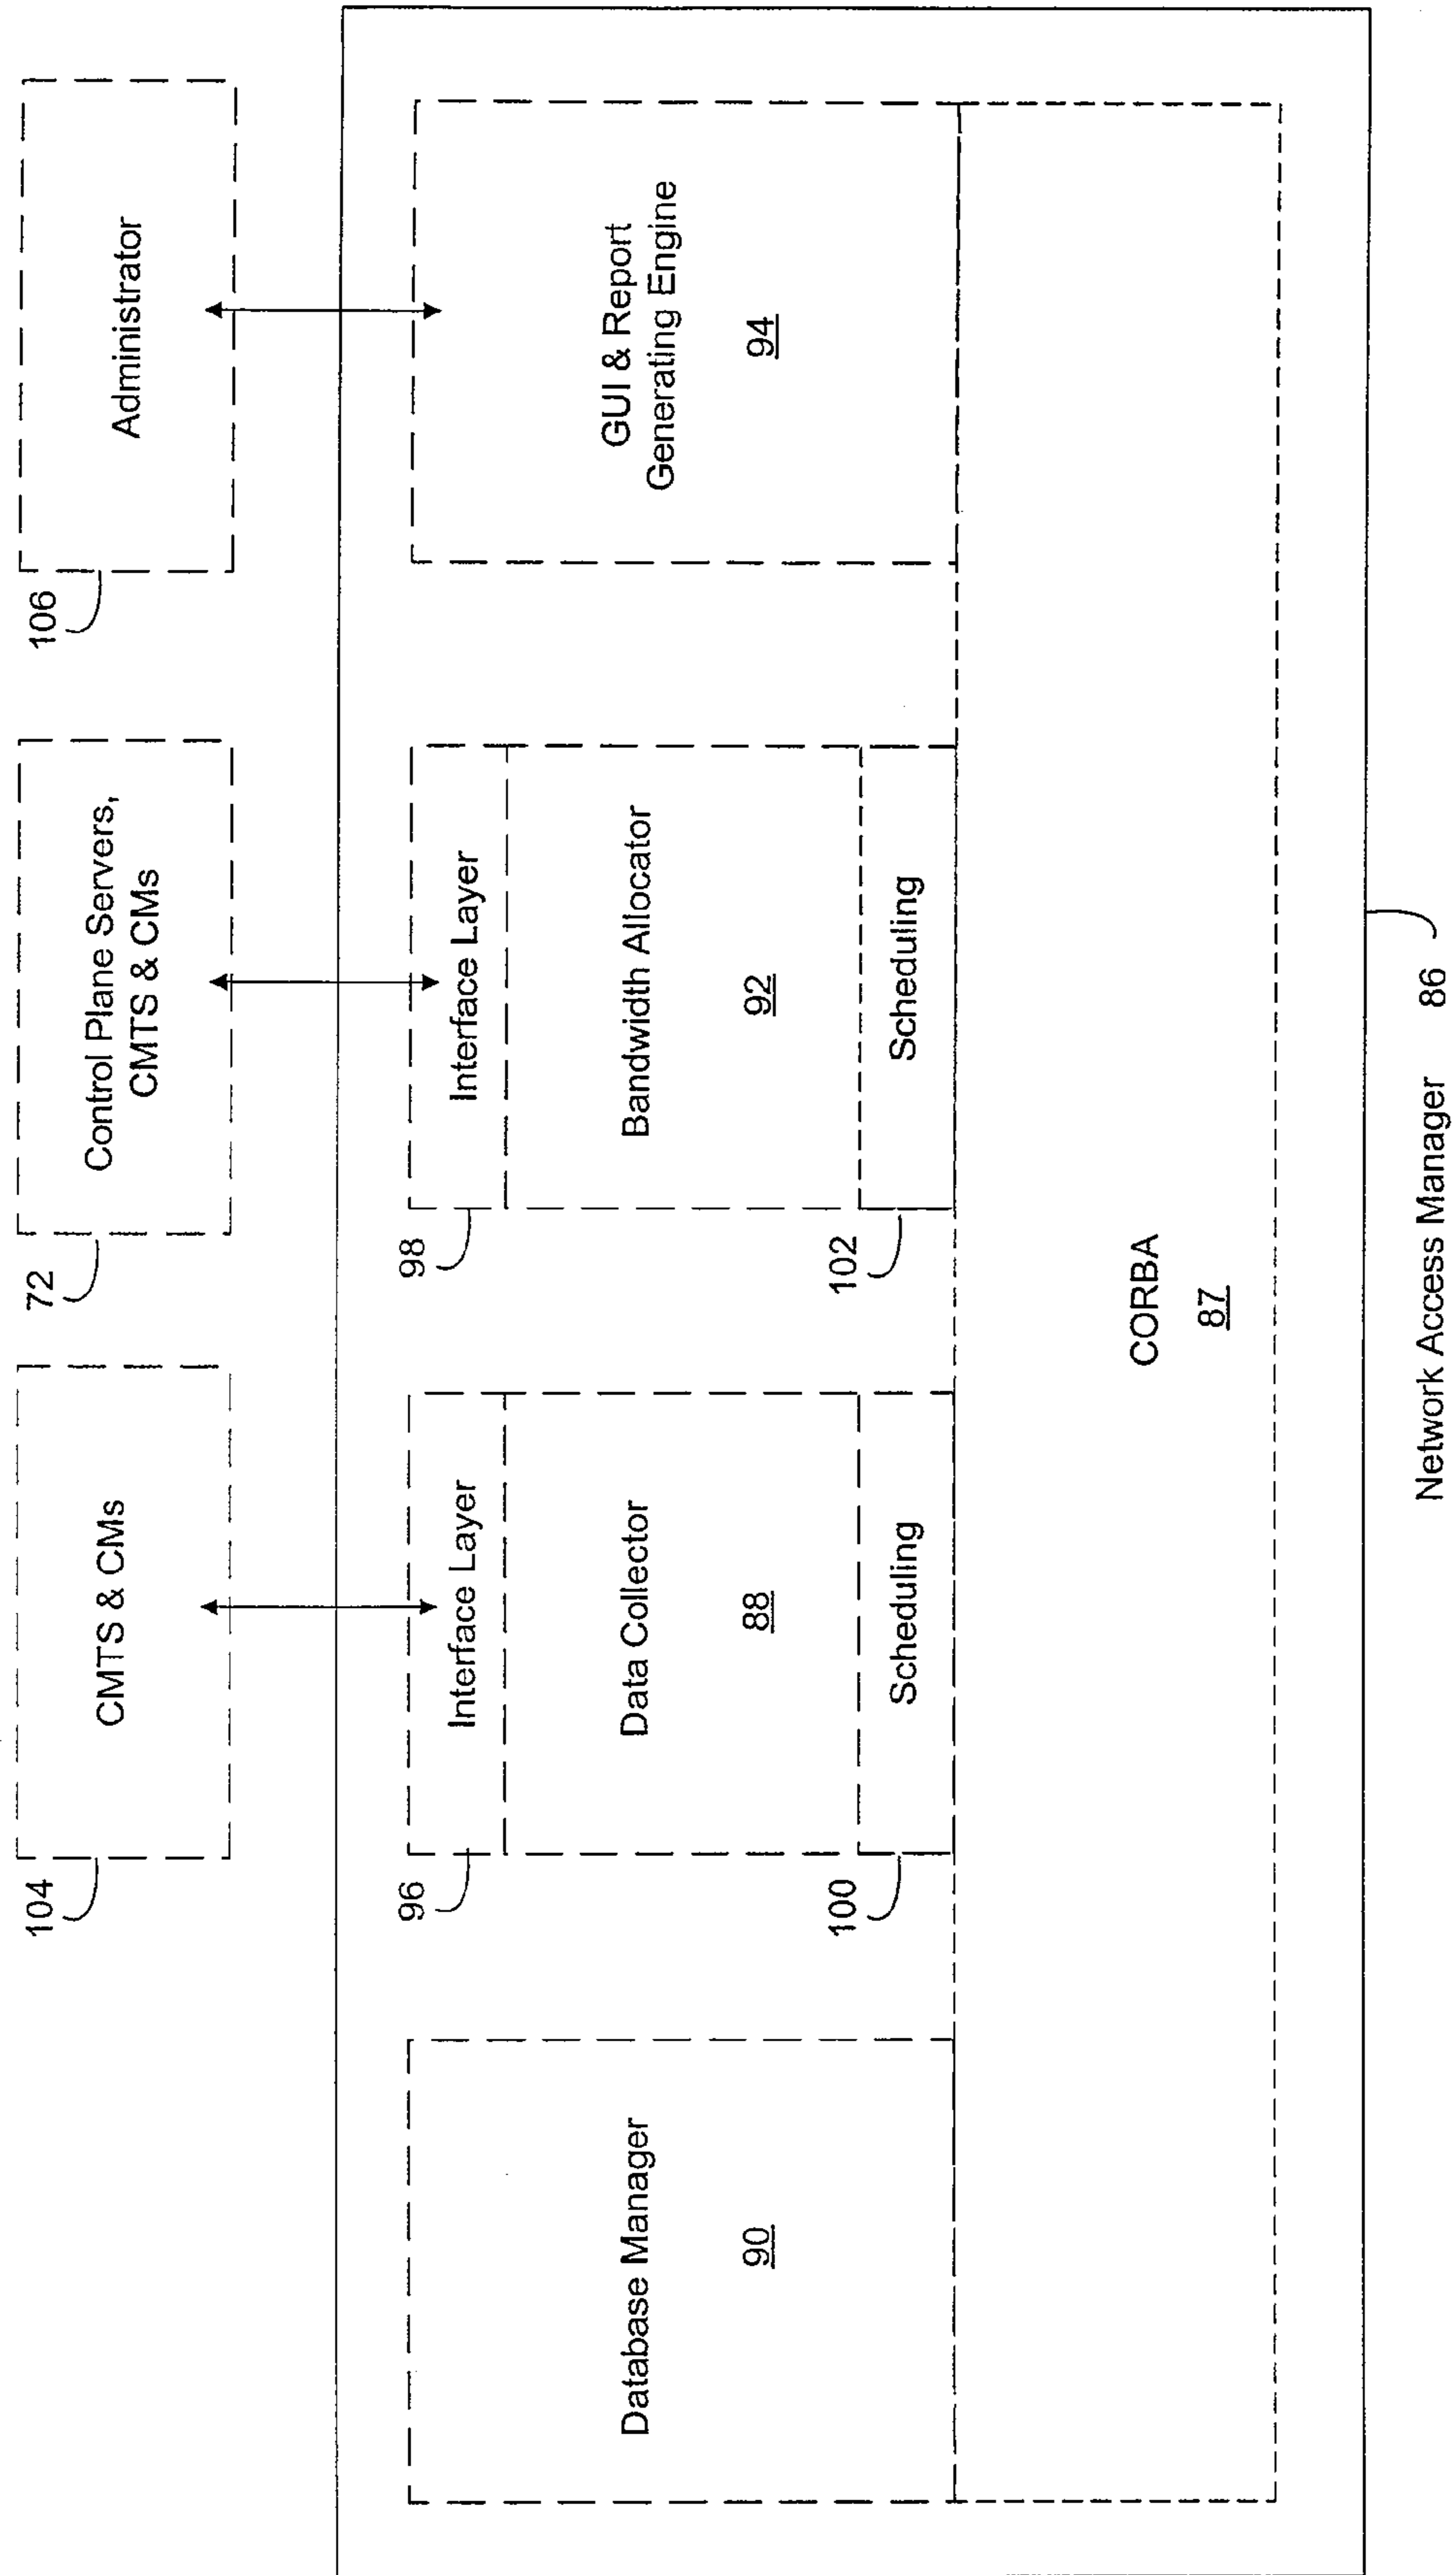 104
CMTS & CMs
72
Control Plane Servers,
CMTS & CMs
106
Administrator
Database Manager
90
96
Interface Layer
Data Collector
88
100
Scheduling
98
Interface Layer
Bandwidth Allocator
92
102
Scheduling
GUI & Report
Generating Engine
94
CORBA
87
Network Access Manager 86